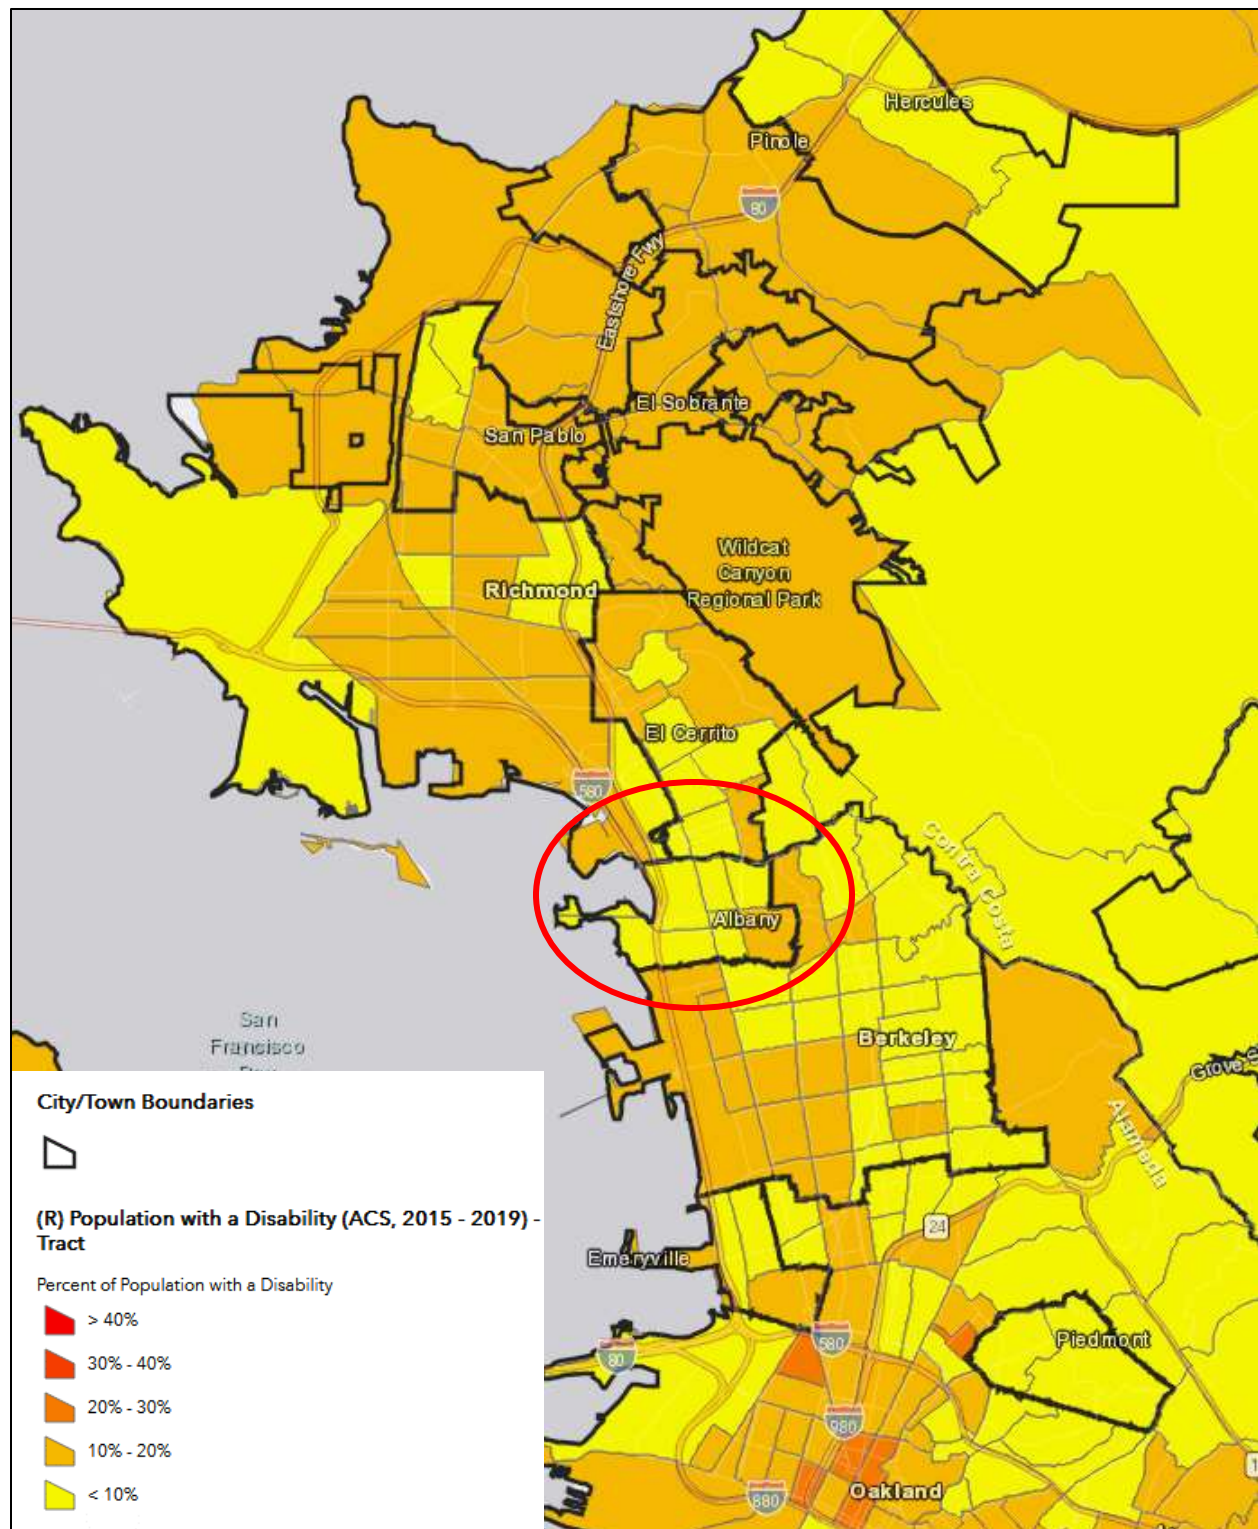 Hercules
Pinole
80
Eastshore Fwy
El Sobrante
San Pablo
Wildcat
Canyon
Regional Park
Richmond
El Cerrito
580
Contra Costa
Albany
San
Francisco
Berkeley
Grove S
Alameda
24
Emeryville
580
Piedmont
80
980
Oakland
880
1
City/Town Boundaries
(R) Population with a Disability (ACS, 2015 - 2019) -
Tract
Percent of Population with a Disability
> 40%
30% - 40%
20% - 30%
10% - 20%
< 10%